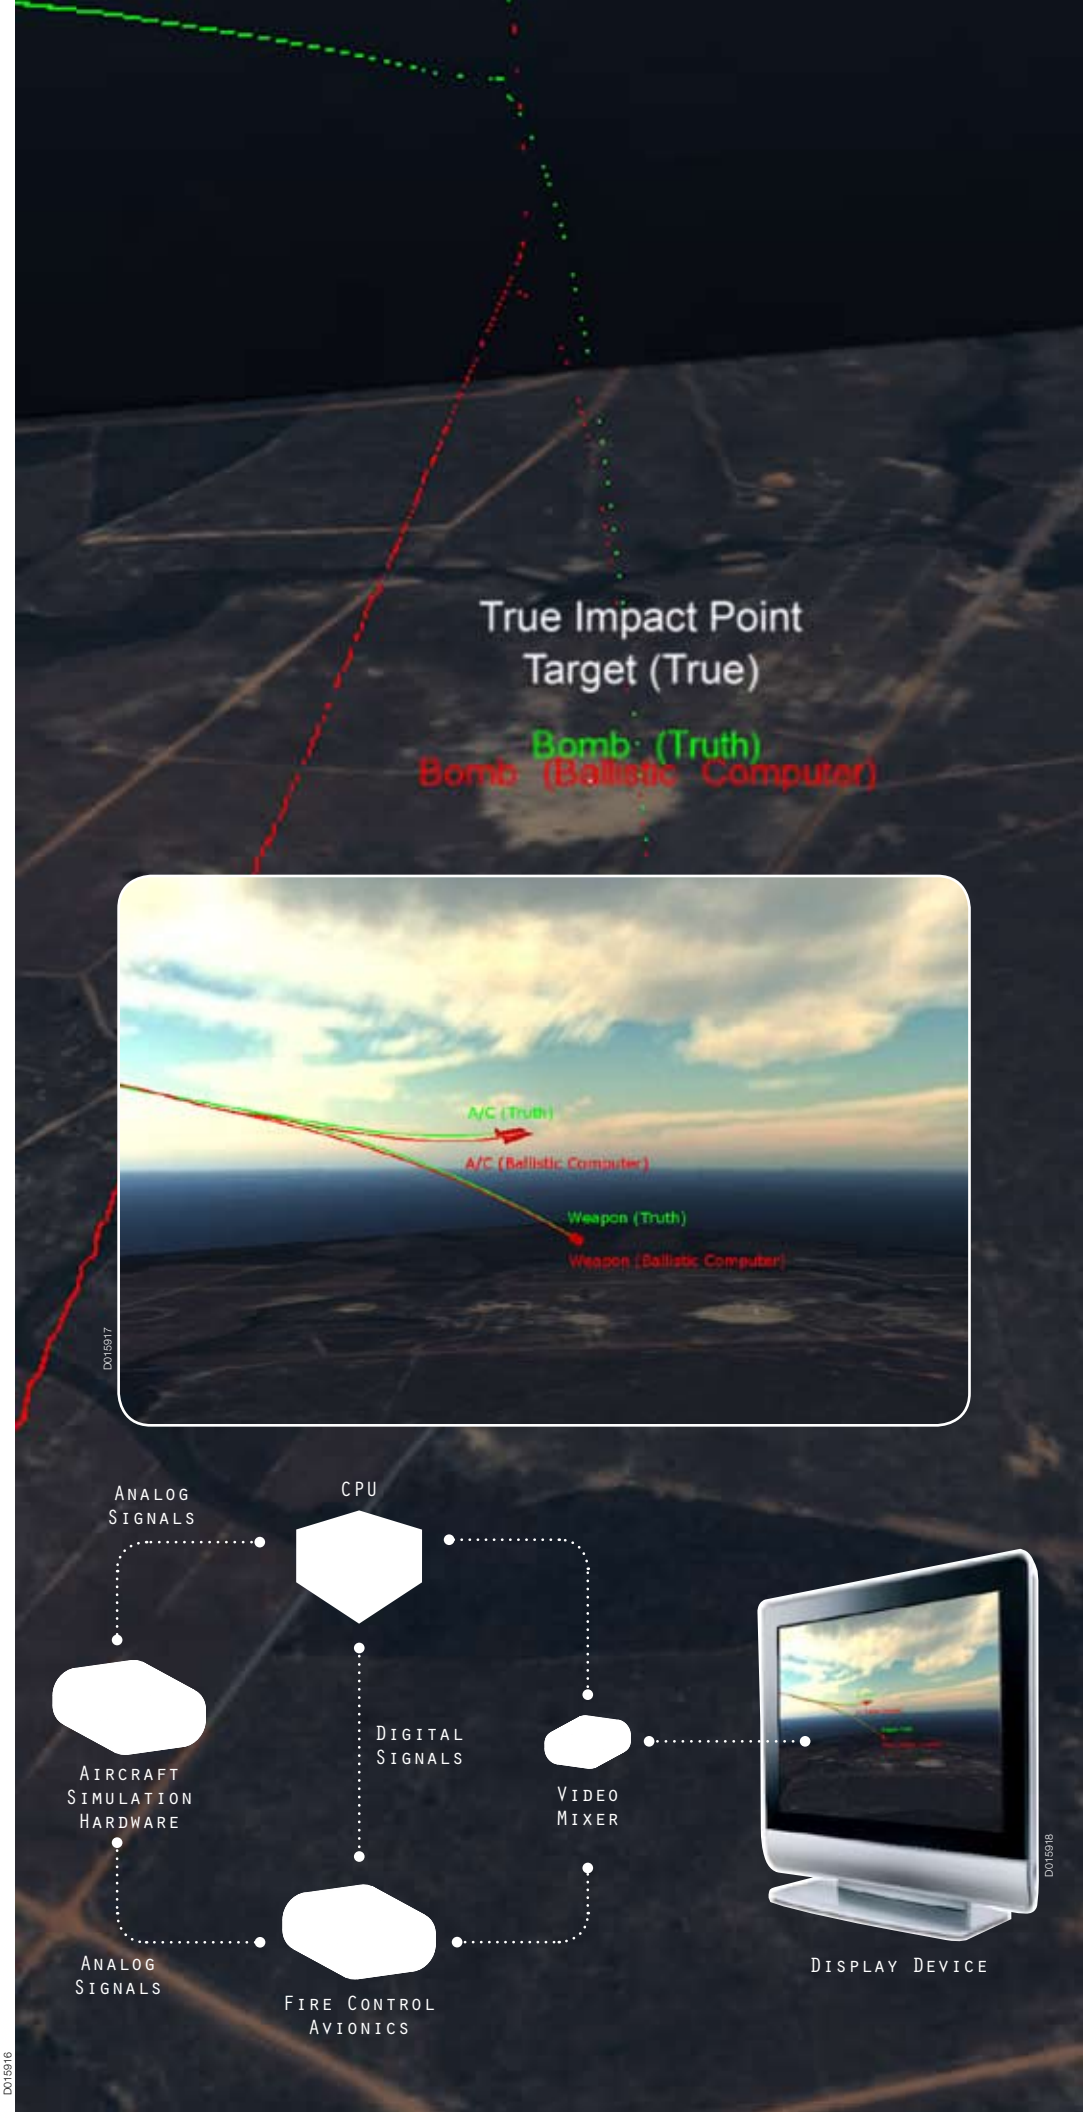 True Impact Point
Target (True)
Bomb (Truth)
Bomb (Ballistic Computer)
A/C (Truth)
A/C (Ballistic Computer)
Weapon (Truth)
Weapon (Ballistic Computer)
D015917
CPU
ANALOG
SIGNALS
DIGITAL
SIGNALS
AIRCRAFT
SIMULATION
HARDWARE
VIDEO
MIXER
D015918
ANALOG
SIGNALS
DISPLAY DEVICE
FIRE CONTROL
AVIONICS
D015916